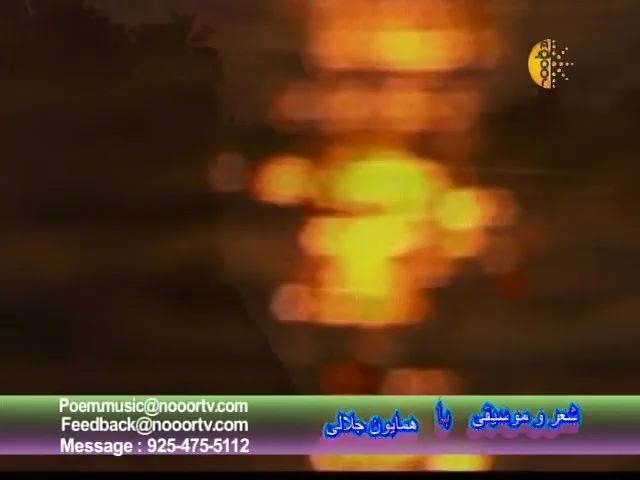 Poemmusic@nooortv.com
Feedback@nooortv.com
Message : 925-475-5112
شعر و موسیقی با همایون جلالی